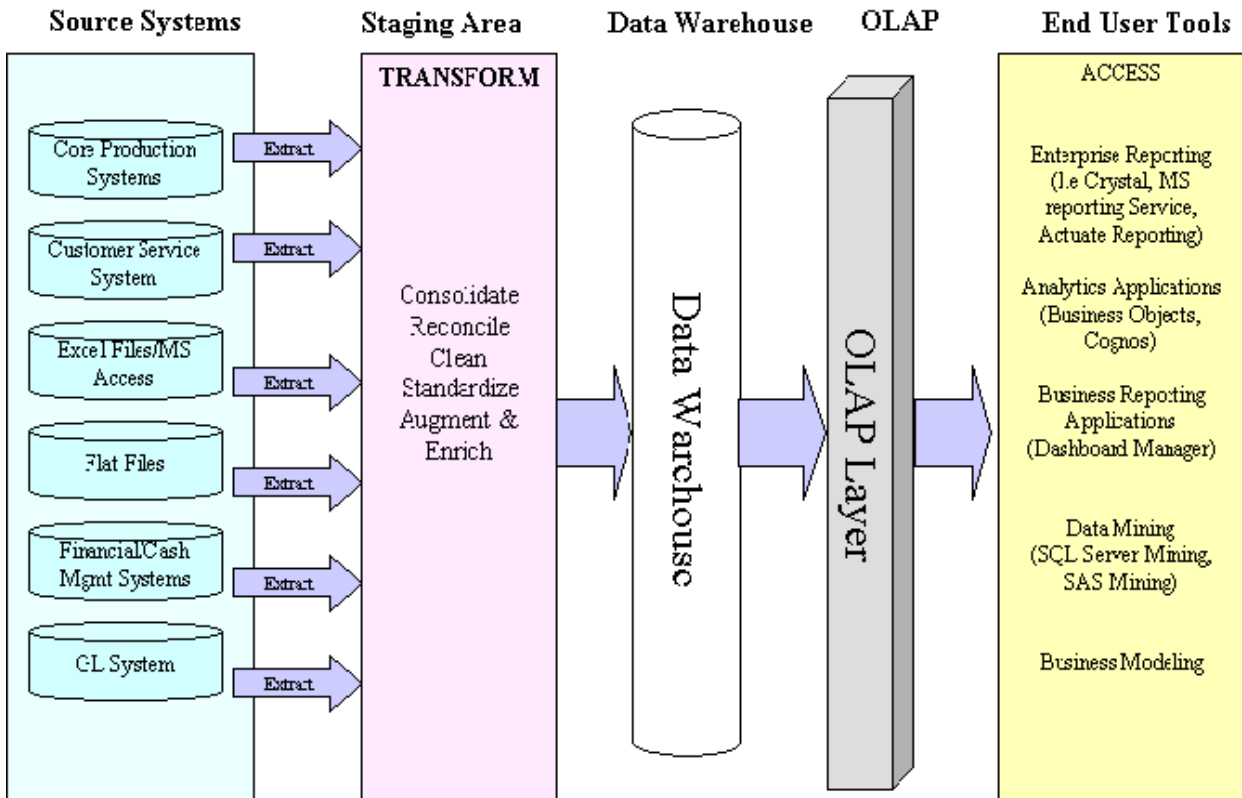 Source Systems
Staging Area
Data Warehouse
OLAP
End User Tools
Core Production
Systems
Customer Service
System
Excel Files/MS
Access
Flat Files
Financial/Cash
Mgmt Systems
GL System
Extract
Extract
Extract
Extract
Extract
Extract
TRANSFORM
Consolidate
Reconcile
Clean
Standardize
Augment &
Enrich
Data Warehouse
OLAP Layer
ACCESS
Enterprise Reporting
(I.e Crystal, MS
reporting Service,
Actuate Reporting)
Analytics Applications
(Business Objects,
Cognos)
Business Reporting
Applications
(Dashboard Manager)
Data Mining
(SQL Server Mining,
SAS Mining)
Business Modeling